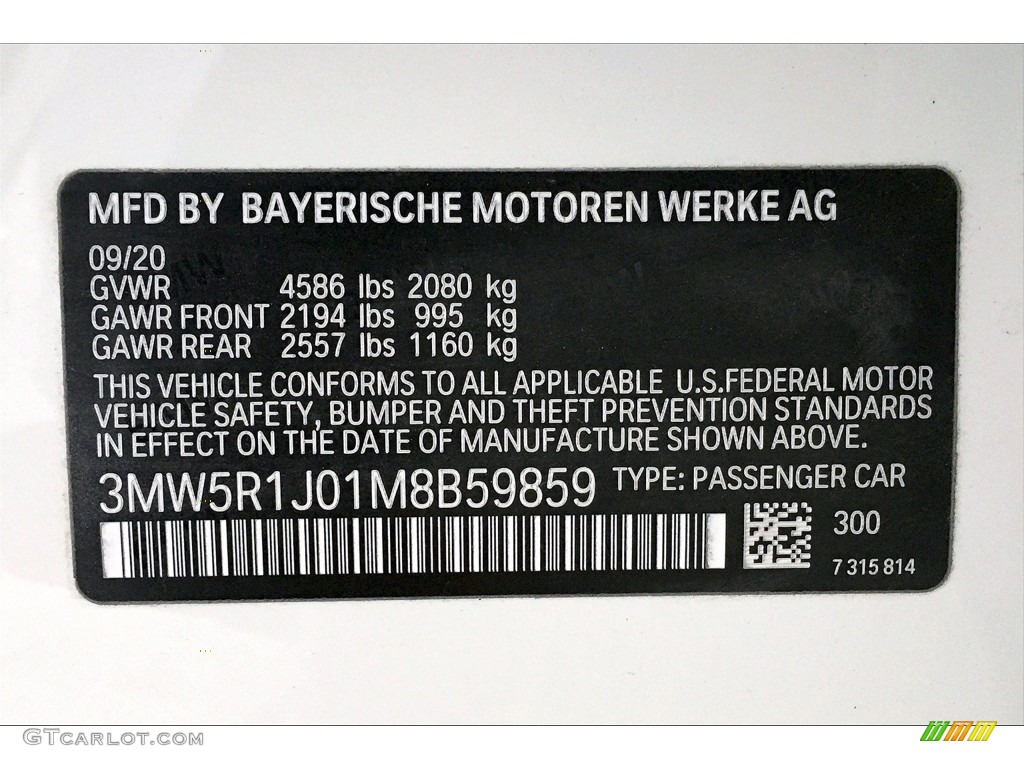 MFD BY BAYERISCHE MOTOREN WERKE AG
09/20
GVWR 4586 lbs 2080 kg
GAWR FRONT 2194 lbs 995 kg
GAWR REAR 2557 lbs 1160 kg
THIS VEHICLE CONFORMS TO ALL APPLICABLE U.S.FEDERAL MOTOR
VEHICLE SAFETY, BUMPER AND THEFT PREVENTION STANDARDS
IN EFFECT ON THE DATE OF MANUFACTURE SHOWN ABOVE.
3MW5R1J01M8B59859 TYPE: PASSENGER CAR
300
7 315 814
GTCARLOT.COM